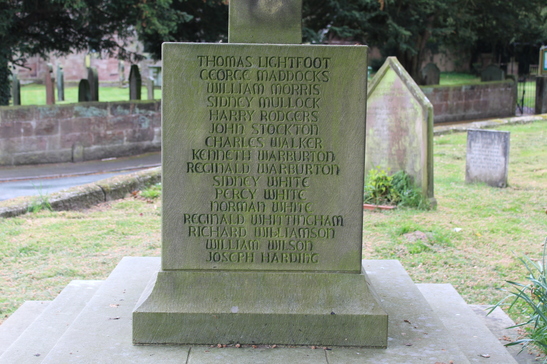 THOMAS LIGHTFOOT
GEORGE MADDOCKS
WILLIAM MORRIS
SIDNEY MULLOCK
HARRY RODGERS
JOHN STOCKTON
CHARLES WALKER
KENNETH WARBURTON
REGINALD WARBURTON
SIDNEY WHITE
PERCY WHITE
NORMAN WHITE
REGINALD WHITTINGHAM
RICHARD WILLIAMSON
WILLIAM WILSON
JOSEPH HARDING